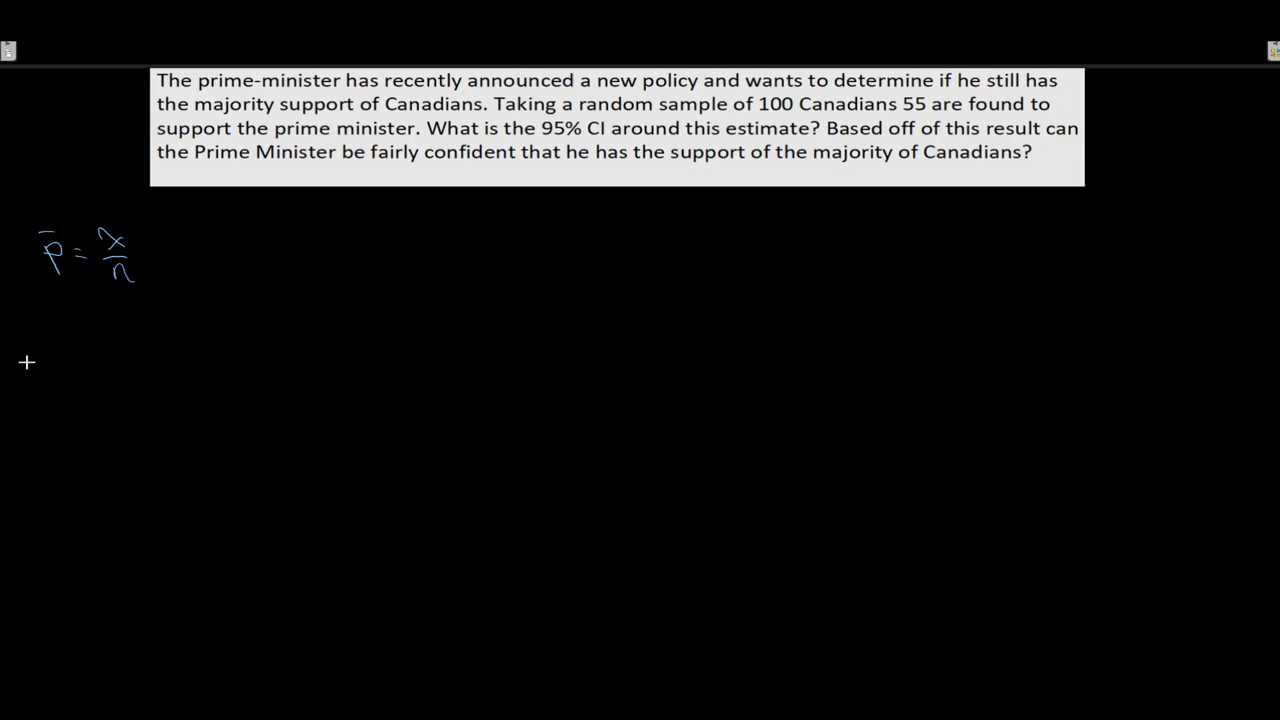 The prime-minister has recently announced a new policy and wants to determine if he still has
the majority support of Canadians. Taking a random sample of 100 Canadians 55 are found to
support the prime minister. What is the 95% CI around this estimate? Based off of this result can
the Prime Minister be fairly confident that he has the support of the majority of Canadians?
p̄ = x/n